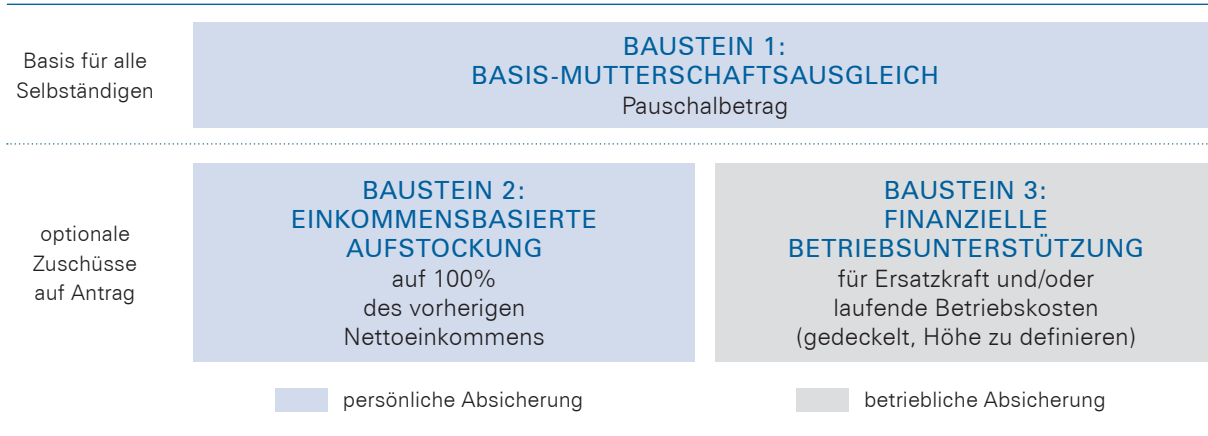 Basis für alle
Selbständigen
BAUSTEIN 1:
BASIS-MUTTERSCHAFTSAUSGLEICH
Pauschalbetrag
optionale
Zuschüsse
auf Antrag
BAUSTEIN 2:
EINKOMMENSBASIERTE
AUFSTOCKUNG
auf 100%
des vorherigen
Nettoeinkommens
BAUSTEIN 3:
FINANZIELLE
BETRIEBSUNTERSTÜTZUNG
für Ersatzkraft und/oder
laufende Betriebskosten
(gedeckelt, Höhe zu definieren)
persönliche Absicherung
betriebliche Absicherung